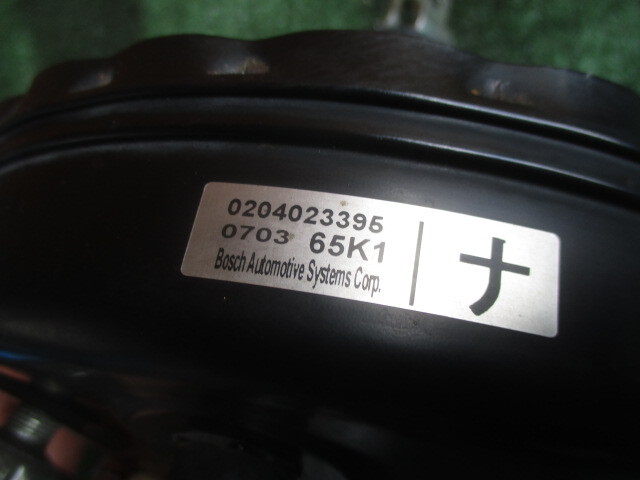 0204023395
0703 65K1
Bosch Automotive Systems Corp.
ナ